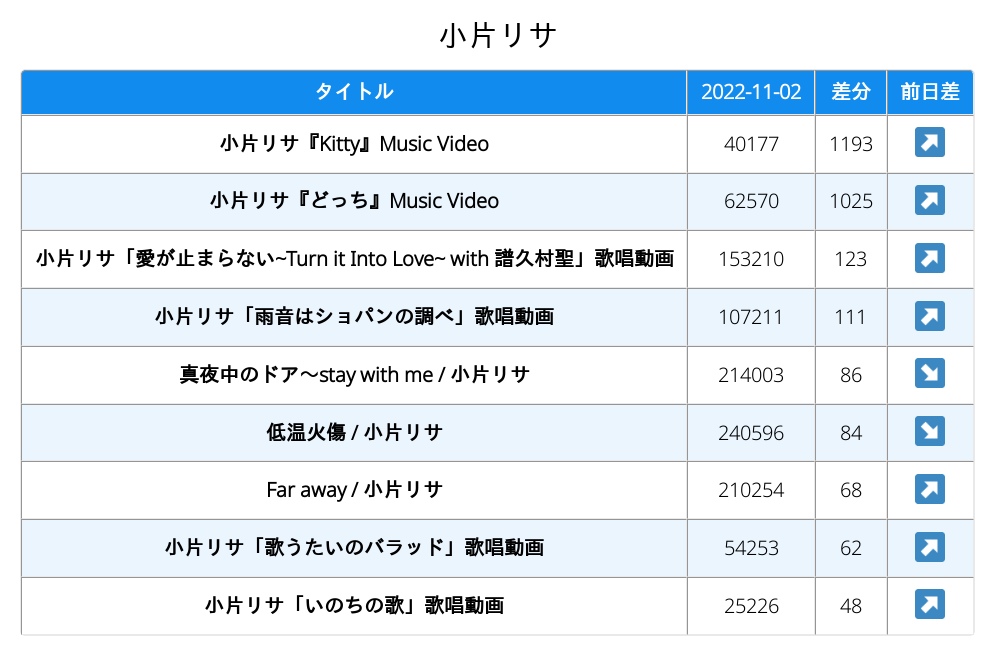 小片リサ
タイトル 2022-11-02 差分 前日差
小片リサ『Kitty』Music Video 40177 1193 ↗
小片リサ『どっち』Music Video 62570 1025 ↗
小片リサ「愛が止まらない~Turn it Into Love~ with 譜久村聖」歌唱動画 153210 123 ↗
小片リサ「雨音はショパンの調べ」歌唱動画 107211 111 ↗
真夜中のドア～stay with me / 小片リサ 214003 86 ↘
低温火傷 / 小片リサ 240596 84 ↘
Far away / 小片リサ 210254 68 ↗
小片リサ「歌うたいのバラッド」歌唱動画 54253 62 ↗
小片リサ「いのちの歌」歌唱動画 25226 48 ↗